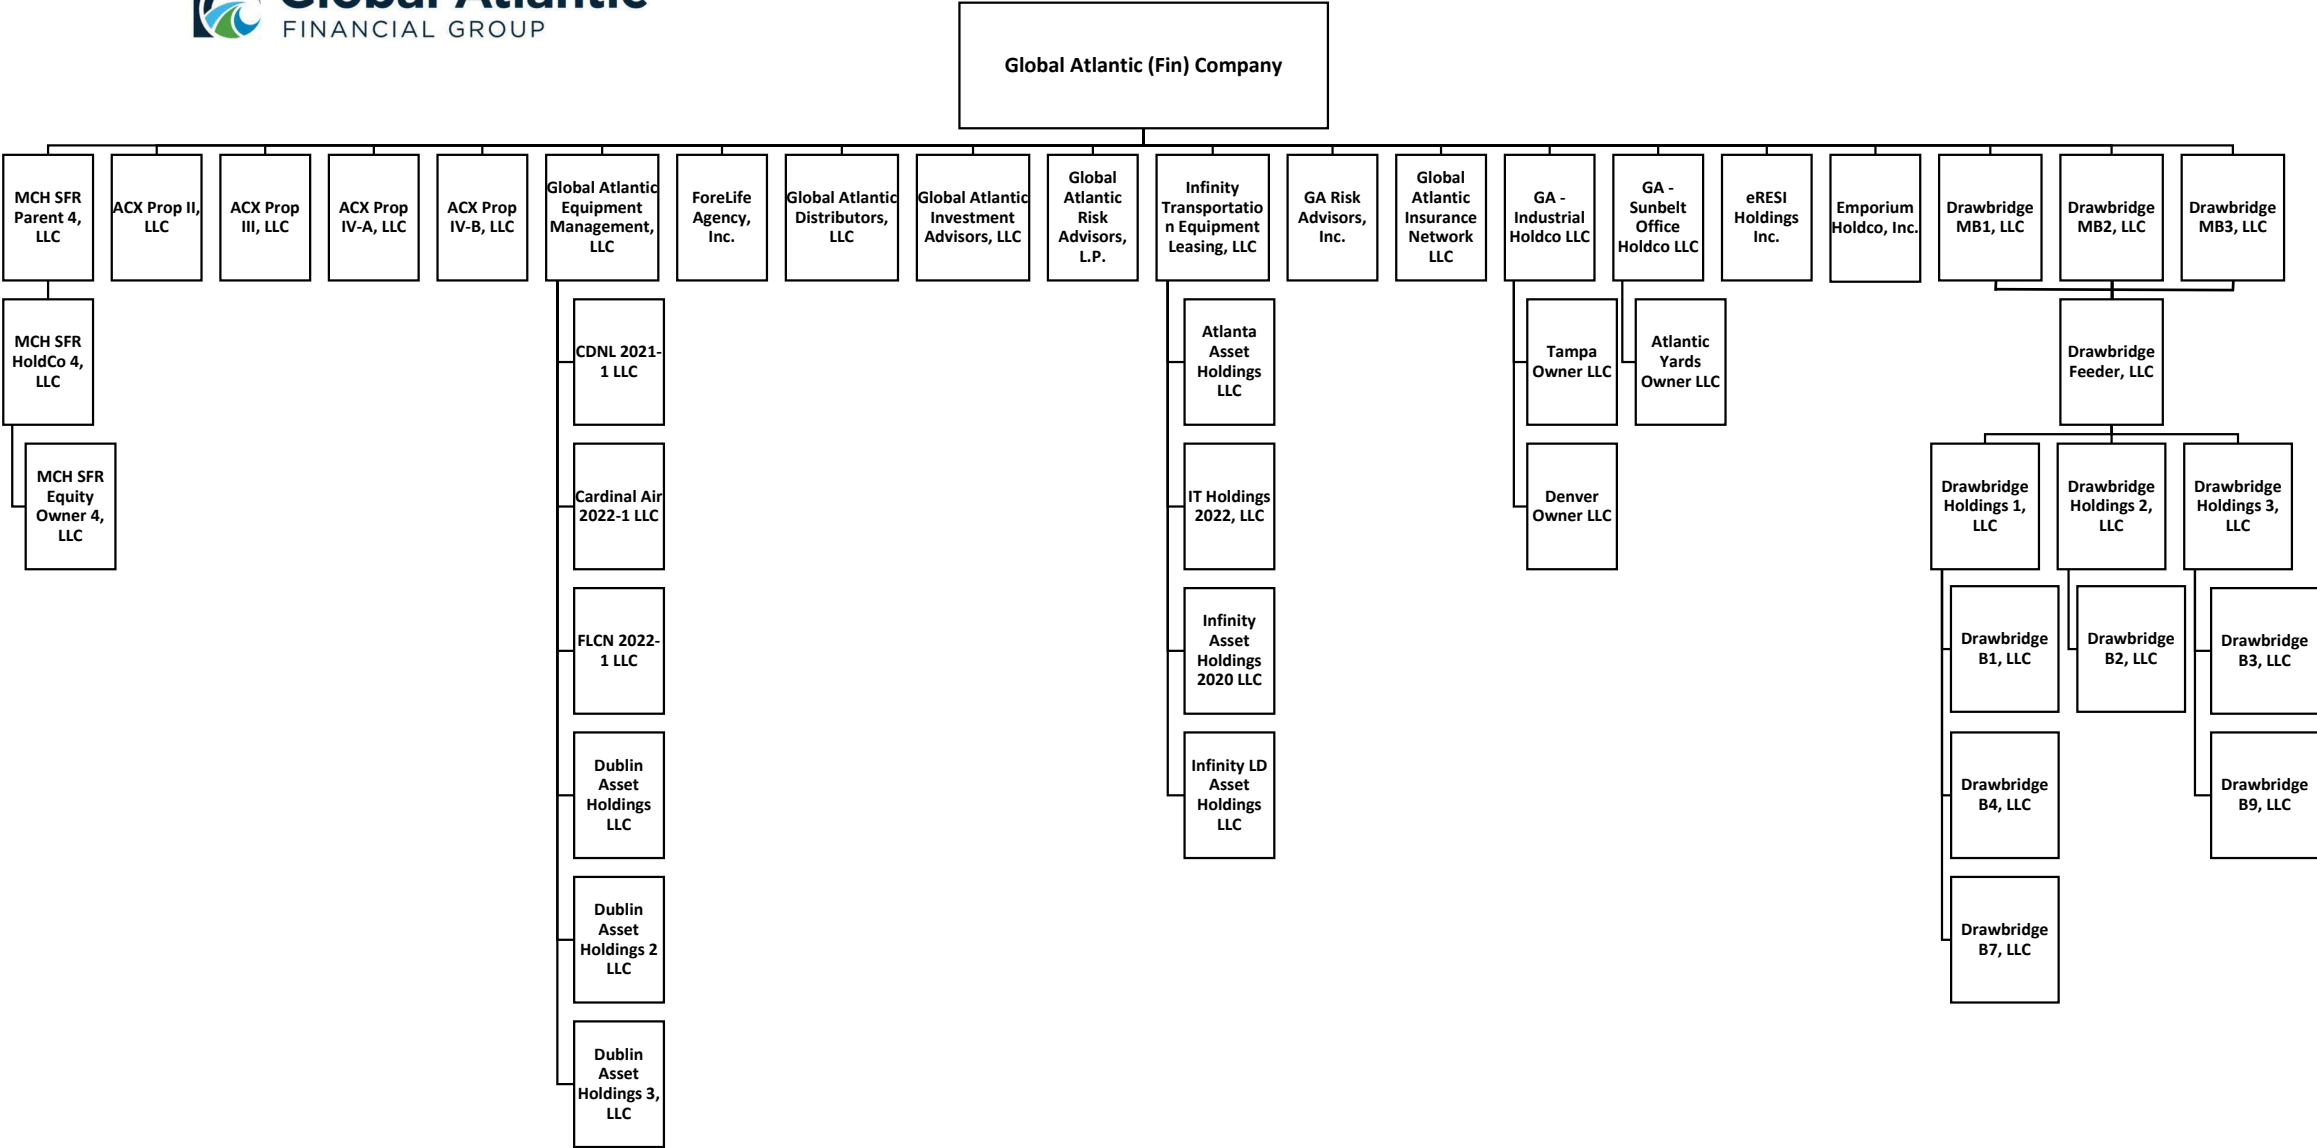 Global Atlantic
FINANCIAL GROUP
Global Atlantic (Fin) Company
MCH SFR
Parent 4,
LLC
ACX Prop II,
LLC
ACX Prop
III, LLC
ACX Prop
IV-A, LLC
ACX Prop
IV-B, LLC
Global Atlantic
Equipment
Management,
LLC
ForeLife
Agency,
Inc.
Global Atlantic
Distributors,
LLC
Global Atlantic
Investment
Advisors, LLC
Global
Atlantic
Risk
Advisors,
L.P.
Infinity
Transportatio
n Equipment
Leasing, LLC
GA Risk
Advisors,
Inc.
Global
Atlantic
Insurance
Network
LLC
GA -
Industrial
Holdco LLC
GA -
Sunbelt
Office
Holdco LLC
eRESI
Holdings
Inc.
Emporium
Holdco, Inc.
Drawbridge
MB1, LLC
Drawbridge
MB2, LLC
Drawbridge
MB3, LLC
MCH SFR
HoldCo 4,
LLC
CDNL 2021-
1 LLC
Atlanta
Asset
Holdings
LLC
Tampa
Owner LLC
Atlantic
Yards
Owner LLC
Drawbridge
Feeder, LLC
MCH SFR
Equity
Owner 4,
LLC
Cardinal Air
2022-1 LLC
IT Holdings
2022, LLC
Denver
Owner LLC
Drawbridge
Holdings 1,
LLC
Drawbridge
Holdings 2,
LLC
Drawbridge
Holdings 3,
LLC
FLCN 2022-
1 LLC
Infinity
Asset
Holdings
2020 LLC
Drawbridge
B1, LLC
Drawbridge
B2, LLC
Drawbridge
B3, LLC
Dublin
Asset
Holdings
LLC
Infinity LD
Asset
Holdings
LLC
Drawbridge
B4, LLC
Drawbridge
B9, LLC
Dublin
Asset
Holdings 2
LLC
Drawbridge
B7, LLC
Dublin
Asset
Holdings 3,
LLC